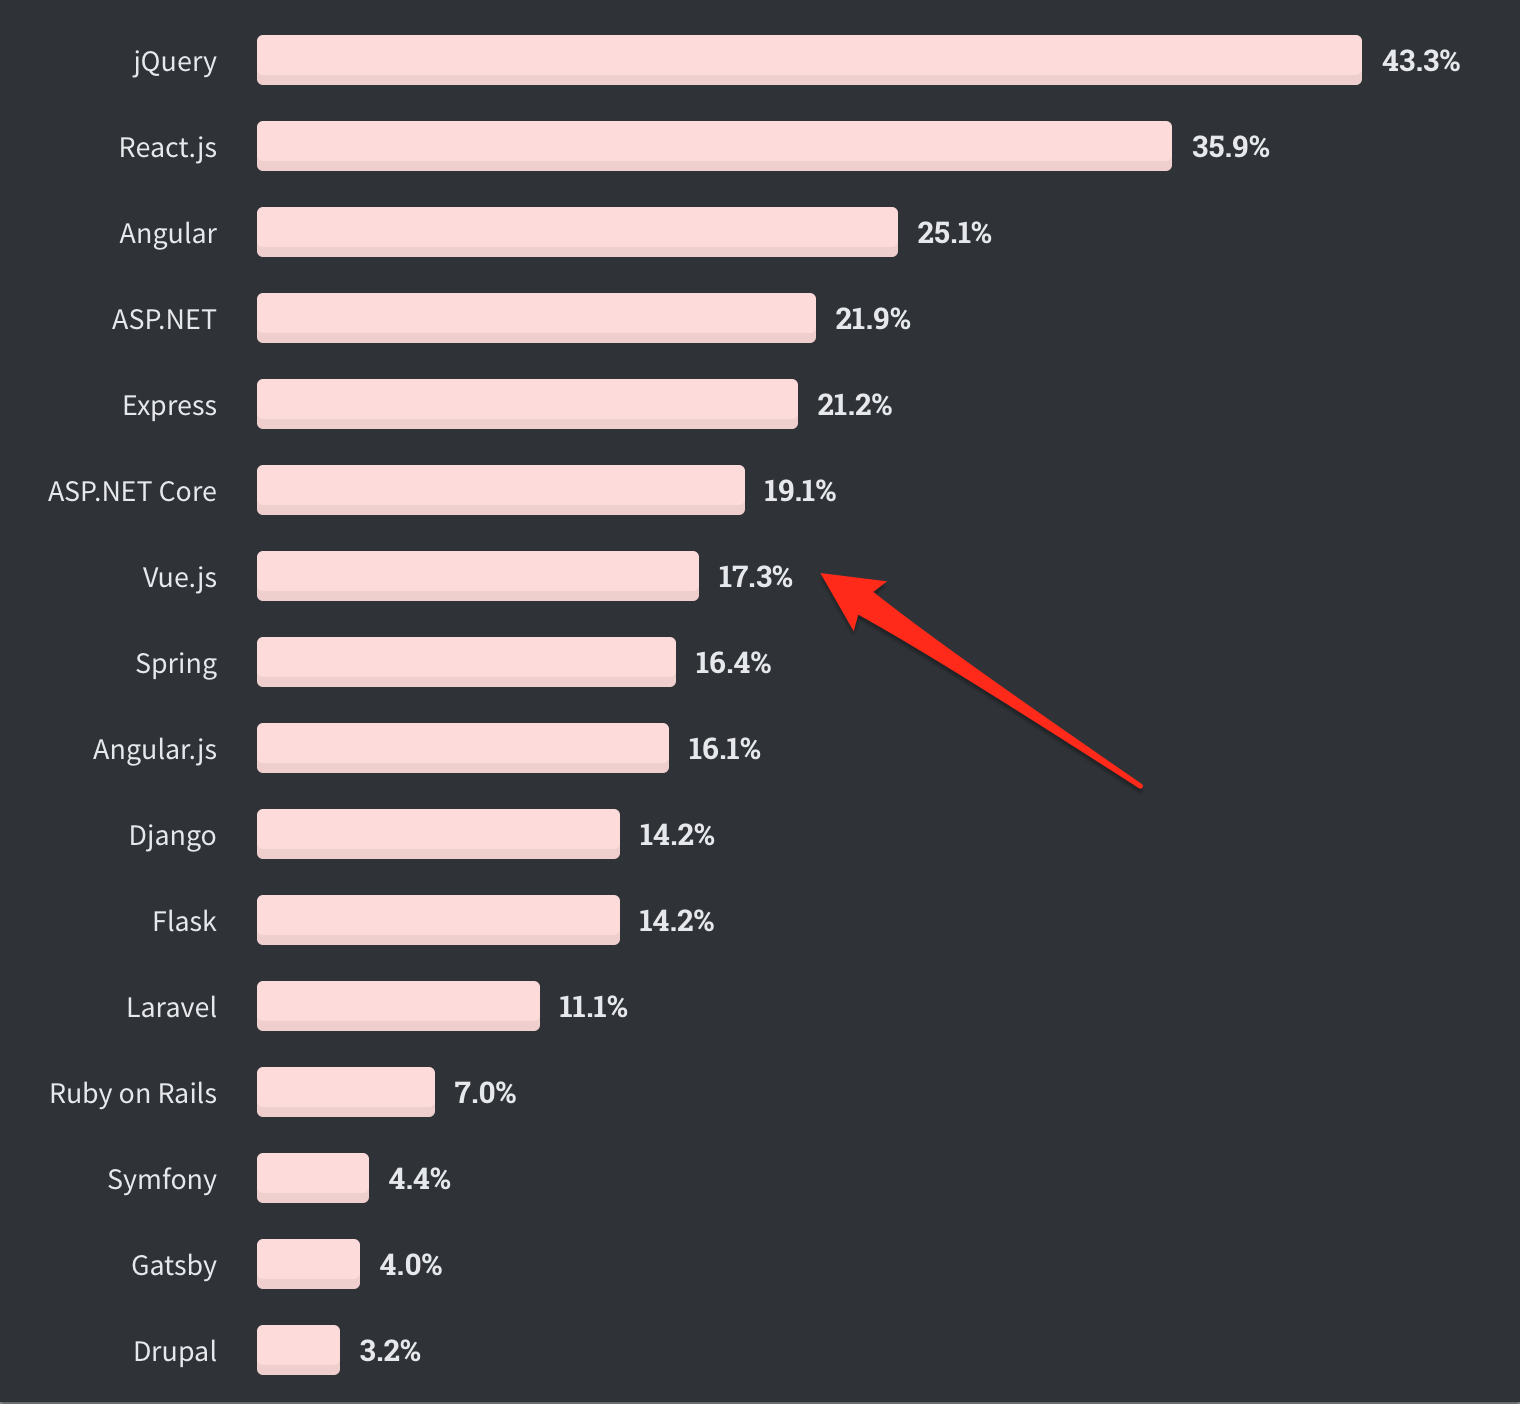 jQuery 43.3%
React.js 35.9%
Angular 25.1%
ASP.NET 21.9%
Express 21.2%
ASP.NET Core 19.1%
Vue.js 17.3%
Spring 16.4%
Angular.js 16.1%
Django 14.2%
Flask 14.2%
Laravel 11.1%
Ruby on Rails 7.0%
Symfony 4.4%
Gatsby 4.0%
Drupal 3.2%